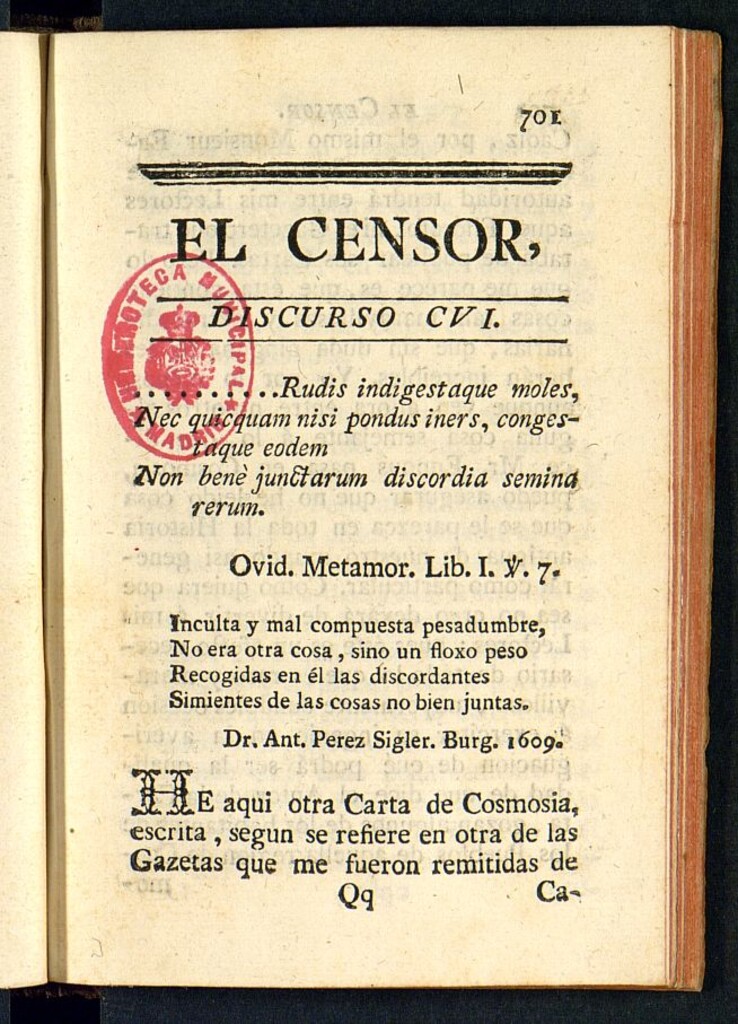 701
EL CENSOR,
DISCURSO CVI.
..........Rudis indigestaque moles,
Nec quicquam nisi pondus iners, conges-
taque eodem
Non benè junctarum discordia semina
rerum.
Ovid. Metamor. Lib. I. ℣. 7.
Inculta y mal compuesta pesadumbre,
No era otra cosa, sino un floxo peso
Recogidas en él las discordantes
Simientes de las cosas no bien juntas.
Dr. Ant. Perez Sigler. Burg. 1609.
HE aqui otra Carta de Cosmosia,
escrita, segun se refiere en otra de las
Gazetas que me fueron remitidas de
Qq Ca-
HEMEROTECA MUNICIPAL
MADRID